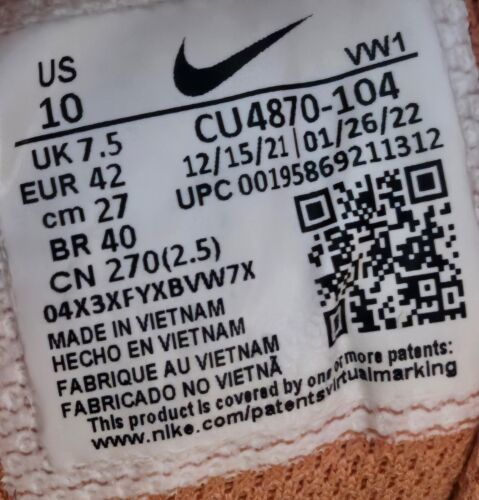 US VW1
10 CU4870-104
UK 7.5 12/15/21|01/26/22
EUR 42 UPC 00195869211312
cm 27
BR 40
CN 270(2.5)
04X3XFYXBVW7X
MADE IN VIETNAM
HECHO EN VIETNAM
FABRIQUE AU VIETNAM
FABRICADO NO VIETNÃ
This product is covered by one or more patents:
www.nike.com/patentsvirtualmarking